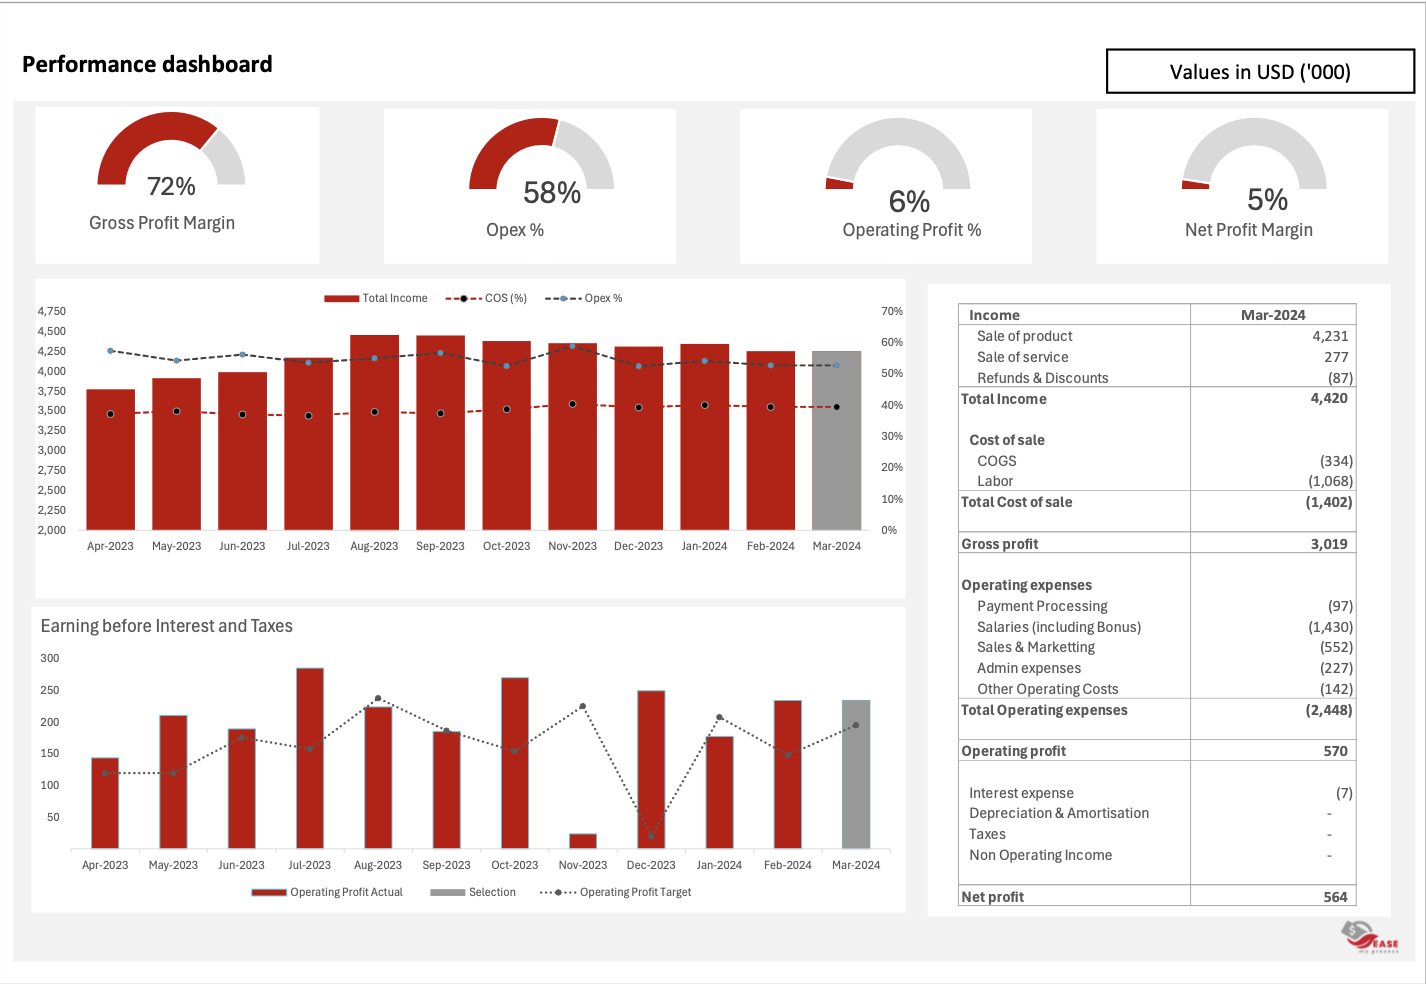 Performance dashboard
Values in USD ('000)
72%
Gross Profit Margin
58%
Opex %
6%
Operating Profit %
5%
Net Profit Margin
Total Income COS (%) Opex %
4,750 70%
4,500 60%
4,250 50%
4,000 40%
3,750 30%
3,500 20%
3,250 10%
3,000 0%
2,750
2,500
2,250
2,000
Apr-2023 May-2023 Jun-2023 Jul-2023 Aug-2023 Sep-2023 Oct-2023 Nov-2023 Dec-2023 Jan-2024 Feb-2024 Mar-2024
Earning before Interest and Taxes
300
250
200
150
100
50
Apr-2023 May-2023 Jun-2023 Jul-2023 Aug-2023 Sep-2023 Oct-2023 Nov-2023 Dec-2023 Jan-2024 Feb-2024 Mar-2024
Operating Profit Actual Selection Operating Profit Target
Income Mar-2024
Sale of product 4,231
Sale of service 277
Refunds & Discounts (87)
Total Income 4,420
Cost of sale
COGS (334)
Labor (1,068)
Total Cost of sale (1,402)
Gross profit 3,019
Operating expenses
Payment Processing (97)
Salaries (including Bonus) (1,430)
Sales & Marketting (552)
Admin expenses (227)
Other Operating Costs (142)
Total Operating expenses (2,448)
Operating profit 570
Interest expense (7)
Depreciation & Amortisation -
Taxes -
Non Operating Income -
Net profit 564
$
EASE
my process